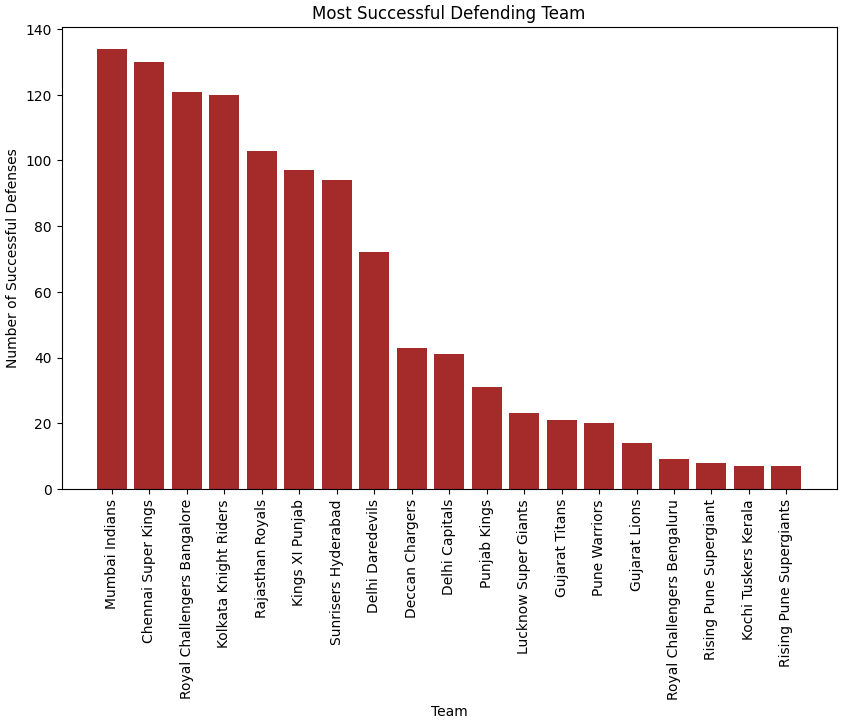 Most Successful Defending Team
Number of Successful Defenses
140
120
100
80
60
40
20
0
Mumbai Indians
Chennai Super Kings
Royal Challengers Bangalore
Kolkata Knight Riders
Rajasthan Royals
Kings XI Punjab
Sunrisers Hyderabad
Delhi Daredevils
Deccan Chargers
Delhi Capitals
Punjab Kings
Lucknow Super Giants
Gujarat Titans
Pune Warriors
Gujarat Lions
Royal Challengers Bengaluru
Rising Pune Supergiant
Kochi Tuskers Kerala
Rising Pune Supergiants
Team